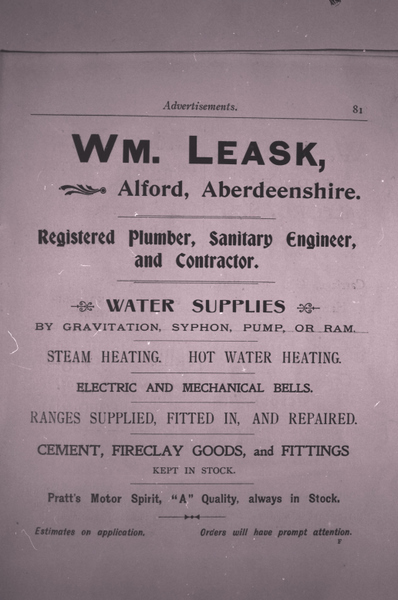 Advertisements. 81
WM. LEASK,
Alford, Aberdeenshire.
Registered Plumber, Sanitary Engineer,
and Contractor.
WATER SUPPLIES
BY GRAVITATION, SYPHON, PUMP, OR RAM.
STEAM HEATING. HOT WATER HEATING.
ELECTRIC AND MECHANICAL BELLS.
RANGES SUPPLIED, FITTED IN, AND REPAIRED.
CEMENT, FIRECLAY GOODS, and FITTINGS
KEPT IN STOCK.
Pratt's Motor Spirit, "A" Quality, always in Stock.
Estimates on application. Orders will have prompt attention.
F